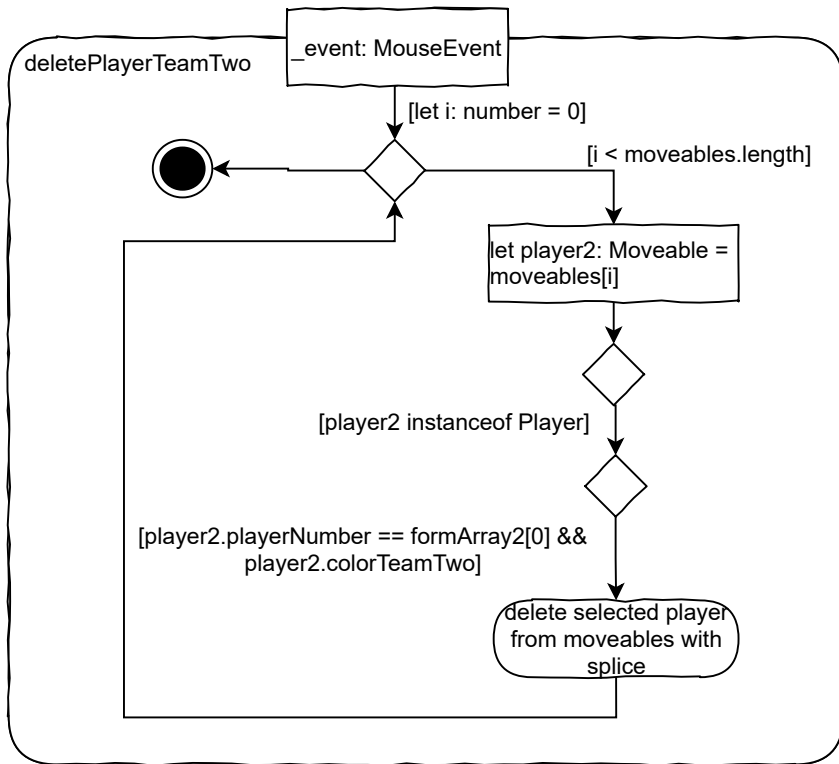 _event: MouseEvent
deletePlayerTeamTwo
[let i: number = 0]
[i < moveables.length]
let player2: Moveable =
moveables[i]
[player2 instanceof Player]
[player2.playerNumber == formArray2[0] &&
player2.colorTeamTwo]
delete selected player
from moveables with
splice